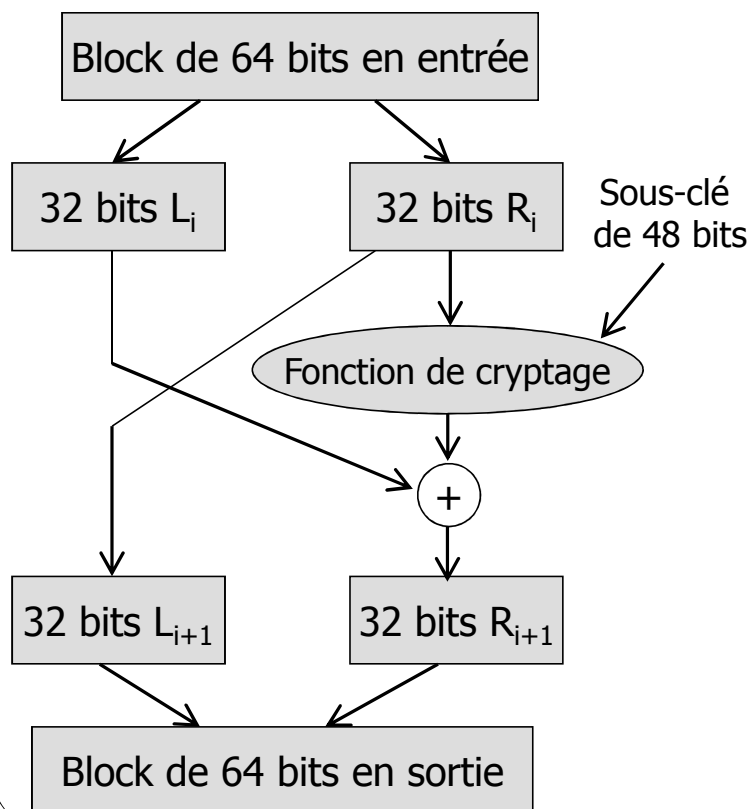 Block de 64 bits en entrée
32 bits Lᵢ
32 bits Rᵢ
Sous-clé
de 48 bits
Fonction de cryptage
+
32 bits Lᵢ₊₁
32 bits Rᵢ₊₁
Block de 64 bits en sortie